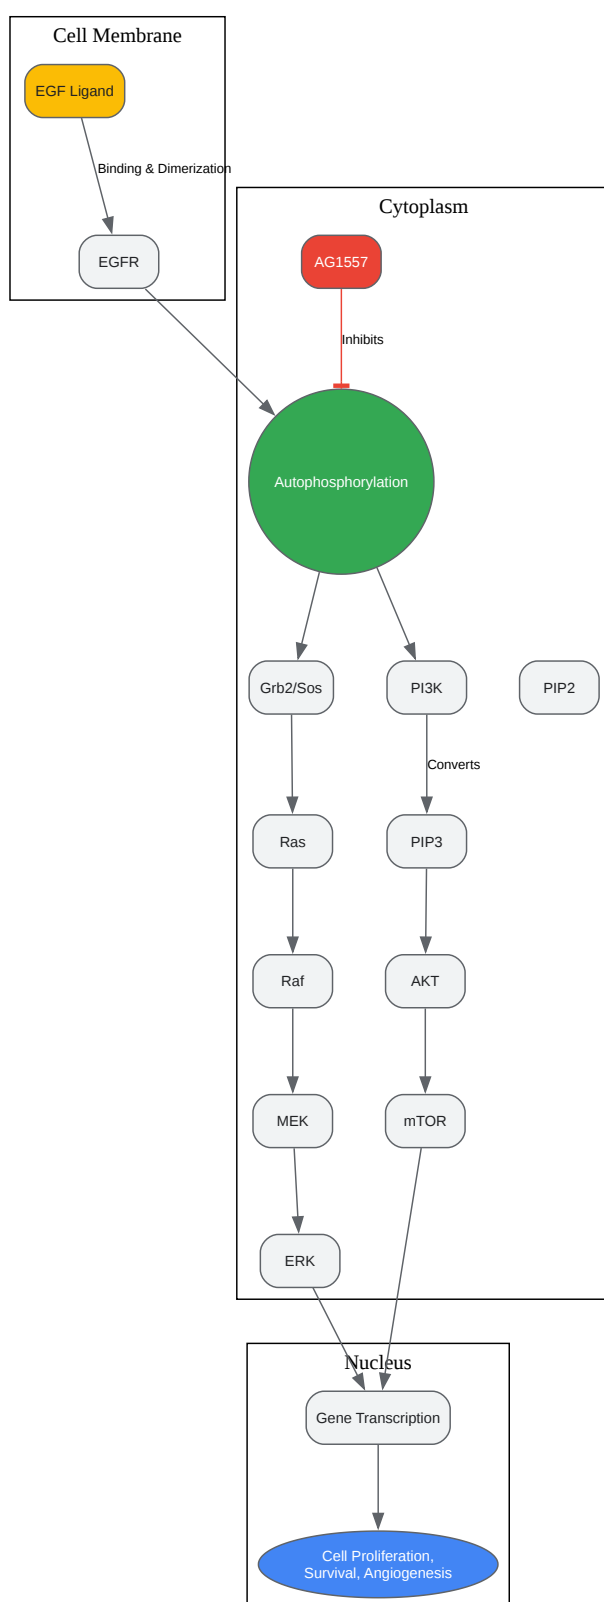 Cell Membrane
EGF Ligand
Binding & Dimerization
EGFR
Cytoplasm
AG1557
Inhibits
Autophosphorylation
Grb2/Sos
PI3K
PIP2
Converts
Ras
PIP3
Raf
AKT
MEK
mTOR
ERK
Nucleus
Gene Transcription
Cell Proliferation,
Survival, Angiogenesis